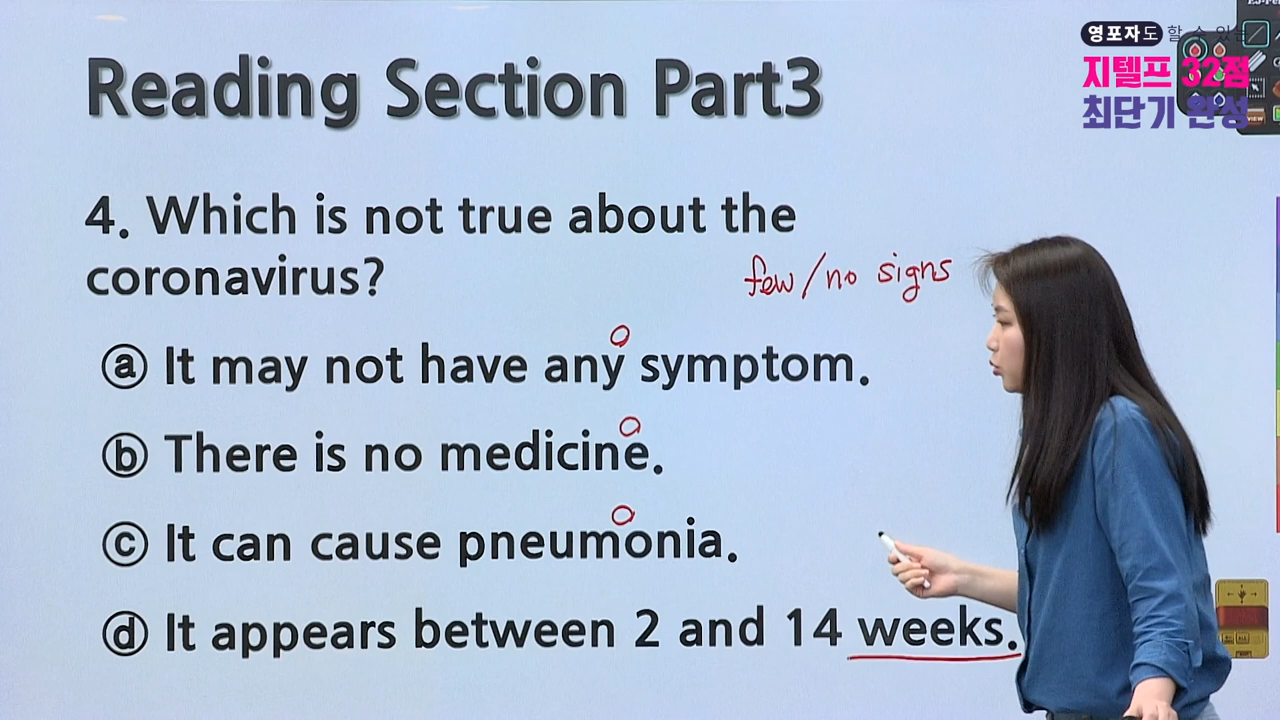 영포자도 할 수 있는
지텔프 32점
최단기 완성
Reading Section Part3
4. Which is not true about the
coronavirus?
few/no signs
ⓐ It may not have any symptom.
ⓑ There is no medicine.
ⓒ It can cause pneumonia.
ⓓ It appears between 2 and 14 weeks.